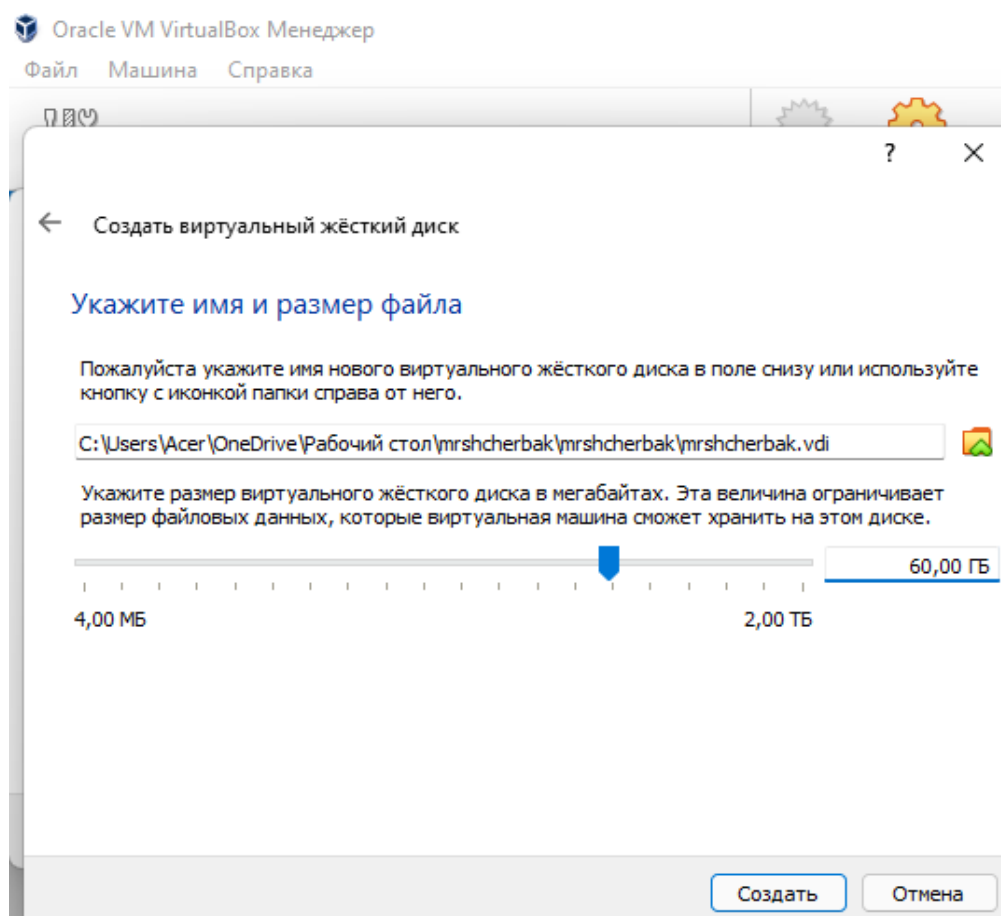 Oracle VM VirtualBox Менеджер
Файл Машина Справка
?
Создать виртуальный жёсткий диск
Укажите имя и размер файла
Пожалуйста укажите имя нового виртуального жёсткого диска в поле снизу или используйте
кнопку с иконкой папки справа от него.
C:\Users\Acer\OneDrive\Рабочий стол\mrshcherbak\mrshcherbak\mrshcherbak.vdi
Укажите размер виртуального жёсткого диска в мегабайтах. Эта величина ограничивает
размер файловых данных, которые виртуальная машина сможет хранить на этом диске.
60,00 ГБ
4,00 МБ 2,00 ТБ
Создать Отмена